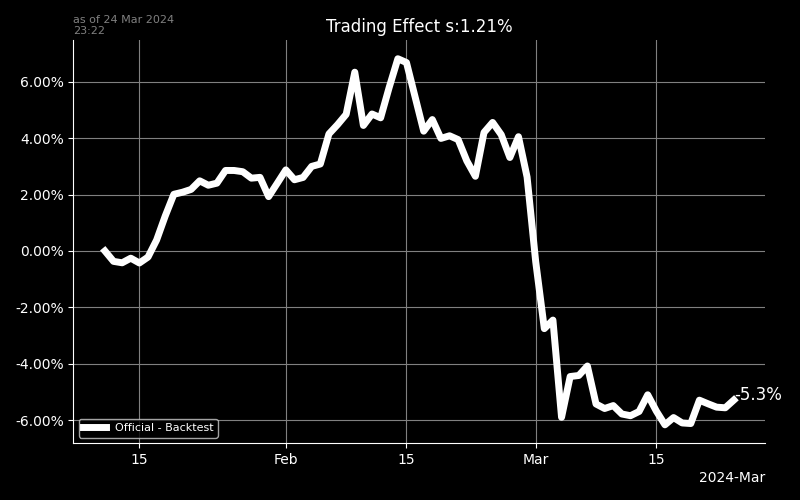 as of 24 Mar 2024
23:22
Trading Effect s:1.21%
6.00%
4.00%
2.00%
0.00%
-2.00%
-4.00%
-6.00%
-5.3%
Official - Backtest
15
Feb
15
Mar
15
2024-Mar